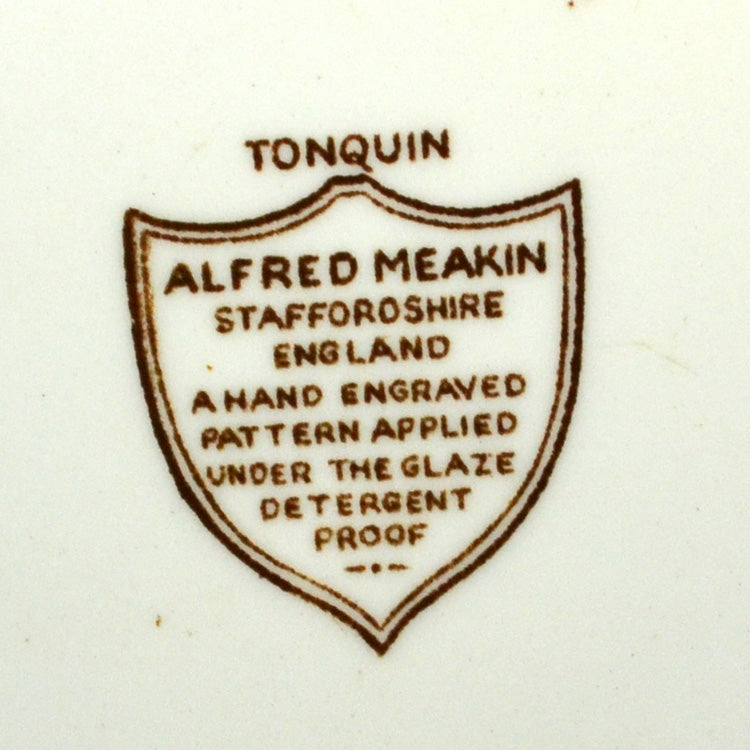 TONQUIN
ALFRED MEAKIN
STAFFOROSHIRE
ENGLAND
A HAND ENGRAVED
PATTERN APPLIED
UNDER THE GLAZE
DETERGENT
PROOF